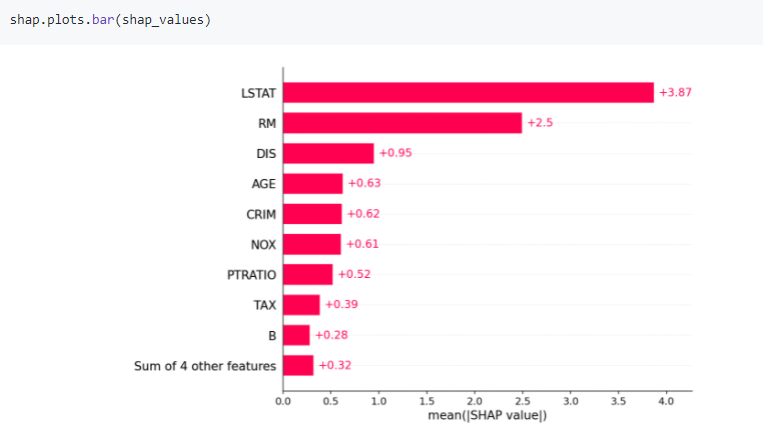 shap.plots.bar(shap_values)
LSTAT +3.87
RM +2.5
DIS +0.95
AGE +0.63
CRIM +0.62
NOX +0.61
PTRATIO +0.52
TAX +0.39
B +0.28
Sum of 4 other features +0.32
0.0 0.5 1.0 1.5 2.0 2.5 3.0 3.5 4.0
mean(|SHAP value|)